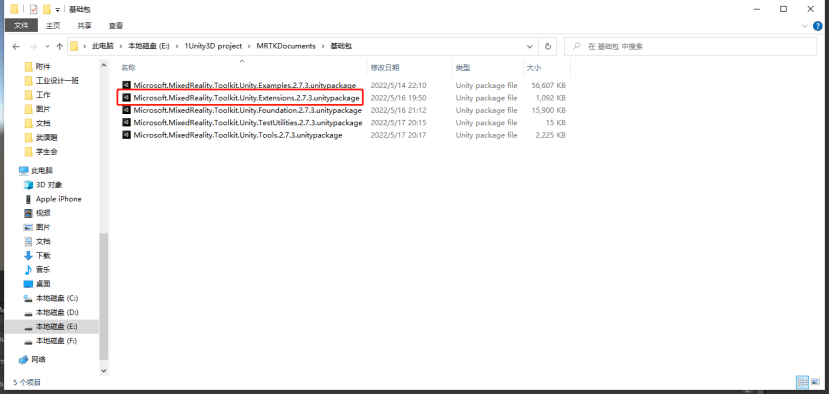 基础包
文件 主页 共享 查看
此电脑 本地磁盘 (E:) 1Unity3D project MRTKDocuments 基础包
在 基础包 中搜索
名称 修改日期 类型 大小
Microsoft.MixedReality.Toolkit.Unity.Examples.2.7.3.unitypackage 2022/5/14 22:10 Unity package file 56,607 KB
Microsoft.MixedReality.Toolkit.Unity.Extensions.2.7.3.unitypackage 2022/5/16 19:50 Unity package file 1,092 KB
Microsoft.MixedReality.Toolkit.Unity.Foundation.2.7.3.unitypackage 2022/5/16 21:12 Unity package file 15,900 KB
Microsoft.MixedReality.Toolkit.Unity.TestUtilities.2.7.3.unitypackage 2022/5/17 20:15 Unity package file 15 KB
Microsoft.MixedReality.Toolkit.Unity.Tools.2.7.3.unitypackage 2022/5/17 20:17 Unity package file 2,225 KB
附件
工业设计一班
工作
图片
文档
学生会
此电脑
3D 对象
Apple iPhone
视频
图片
文档
下载
音乐
桌面
本地磁盘 (C:)
本地磁盘 (D:)
本地磁盘 (E:)
本地磁盘 (F:)
网络
5 个项目